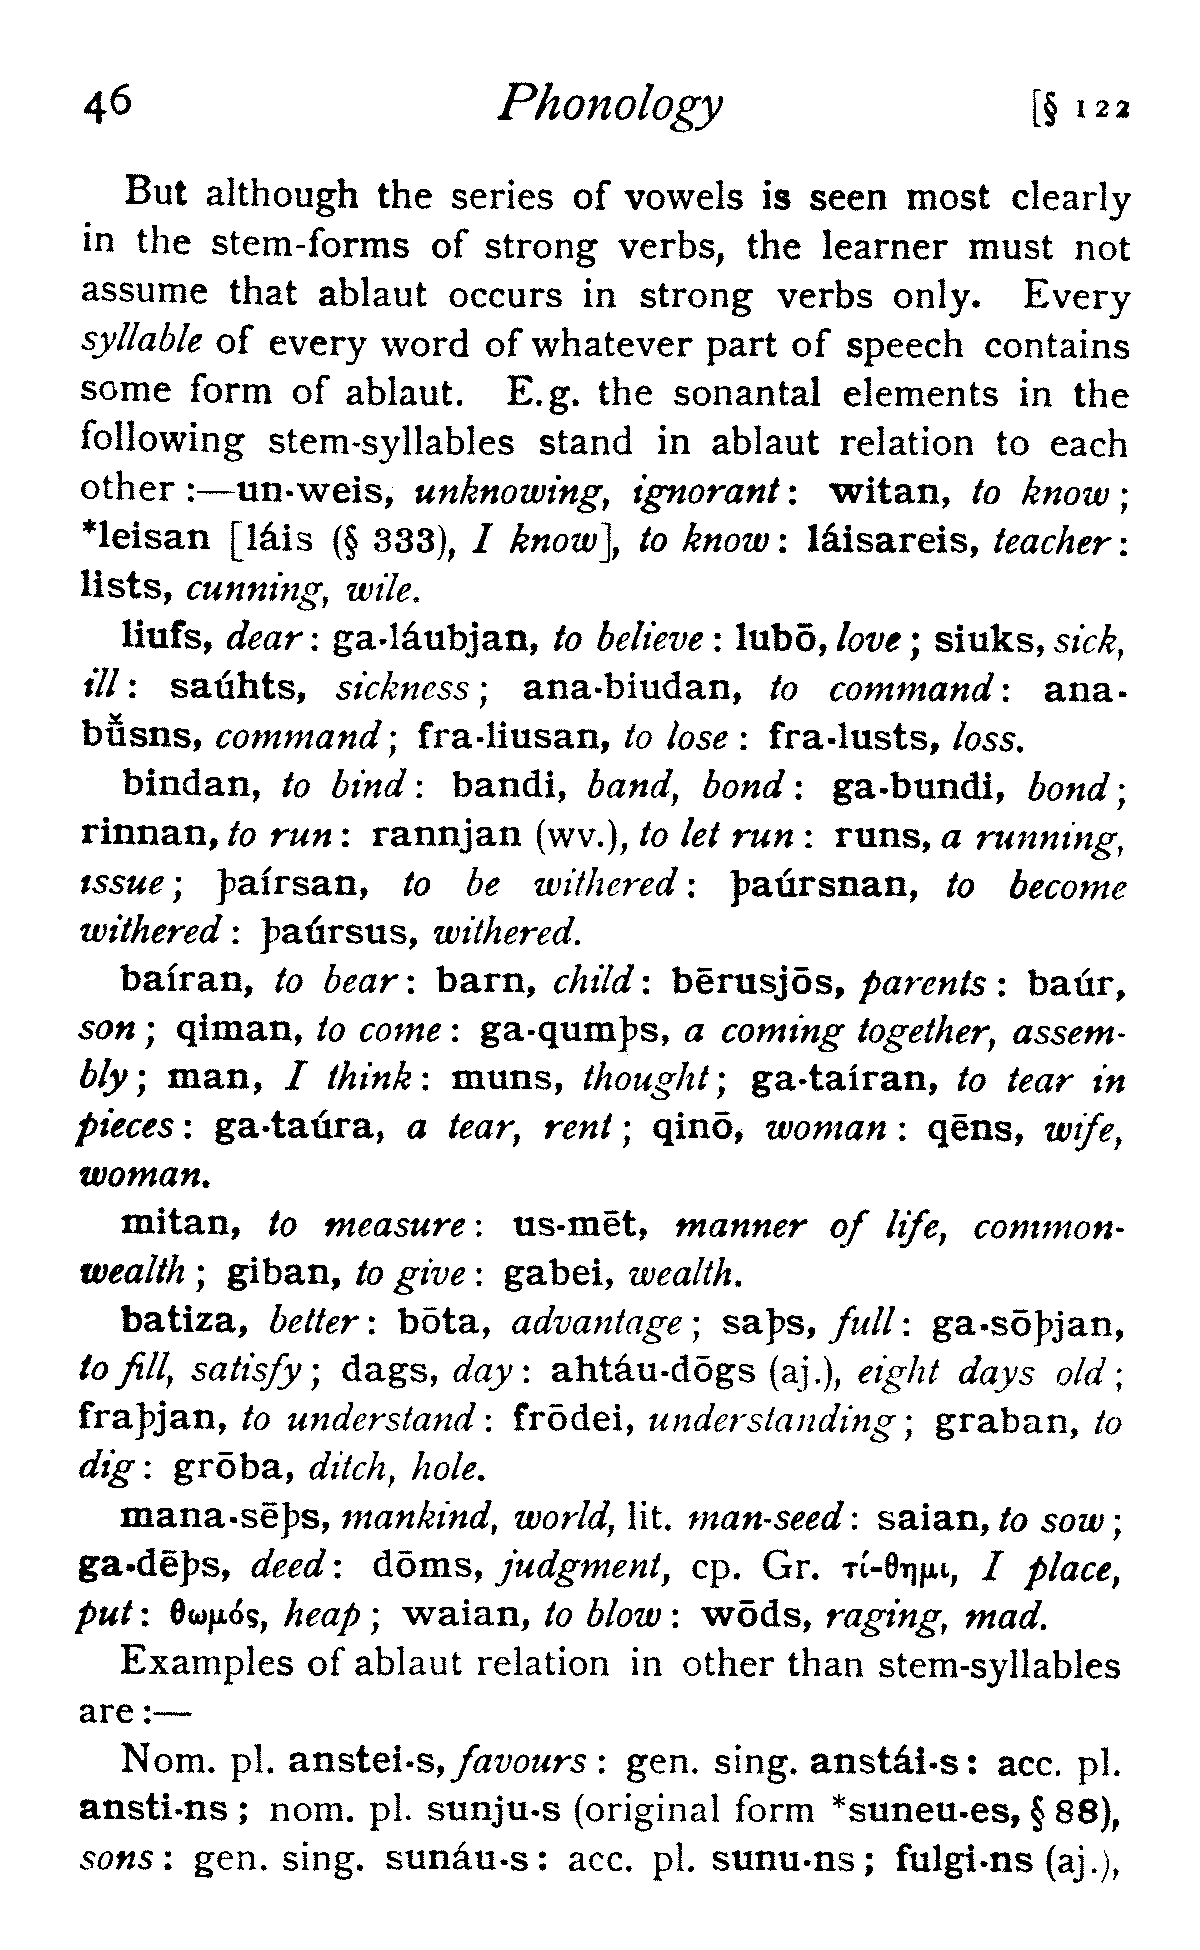 46 Phonology [§ 122
But although the series of vowels is seen most clearly
in the stem-forms of strong verbs, the learner must not
assume that ablaut occurs in strong verbs only. Every
syllable of every word of whatever part of speech contains
some form of ablaut. E.g. the sonantal elements in the
following stem-syllables stand in ablaut relation to each
other :—un·weis, unknowing, ignorant : witan, to know ;
*leisan [láis (§ 333), I know], to know : láisareis, teacher :
lists, cunning, wile.
liufs, dear : ga·láubjan, to believe : lubō, love ; siuks, sick,
ill : saúhts, sickness ; ana·biudan, to command : ana·
bū̆sns, command ; fra·liusan, to lose : fra·lusts, loss.
bindan, to bind : bandi, band, bond : ga·bundi, bond ;
rinnan, to run : rannjan (wv.), to let run : runs, a running,
issue ; þaírsan, to be withered : þaúrsnan, to become
withered : þaúrsus, withered.
baíran, to bear : barn, child : bērusjōs, parents : baúr,
son ; qiman, to come : ga·qumþs, a coming together, assem-
bly ; man, I think : muns, thought ; ga·taíran, to tear in
pieces : ga·taúra, a tear, rent ; qinō, woman : qēns, wife,
woman.
mitan, to measure : us·mēt, manner of life, common-
wealth ; giban, to give : gabei, wealth.
batiza, better : bōta, advantage ; saþs, full : ga·sōþjan,
to fill, satisfy ; dags, day : ahtáu·dōgs (aj.), eight days old ;
fraþjan, to understand : frōdei, understanding ; graban, to
dig : grōba, ditch, hole.
mana·sēþs, mankind, world, lit. man-seed : saian, to sow ;
ga·dēþs, deed : dōms, judgment, cp. Gr. τί-θημι, I place,
put : θωμός, heap ; waian, to blow : wōds, raging, mad.
Examples of ablaut relation in other than stem-syllables
are :—
Nom. pl. anstei·s, favours : gen. sing. anstái·s : acc. pl.
ansti·ns ; nom. pl. sunju·s (original form *suneu·es, § 88),
sons : gen. sing. sunáu·s : acc. pl. sunu·ns ; fulgi·ns (aj.),